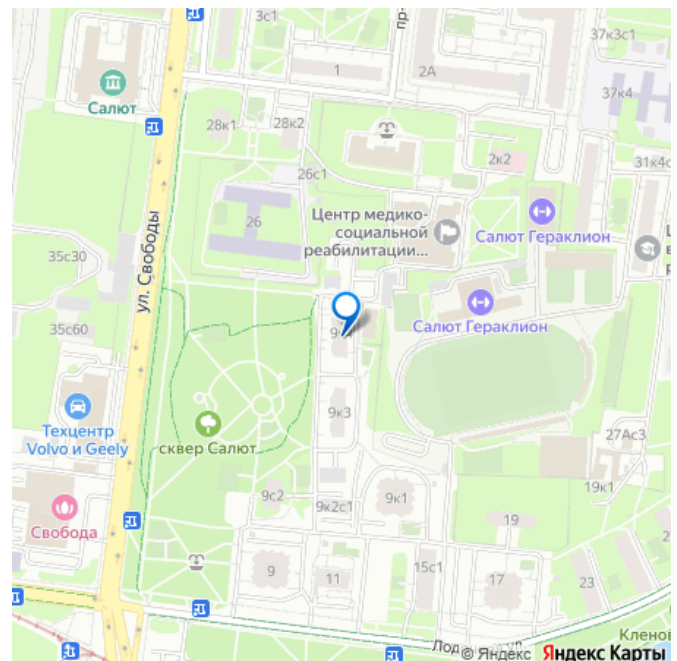 3с1
37к3с1
1
2А
37к4
Салют
28к1
28к2
2к2
31к4с
26с1
26
Центр медико-
социальной
реабилитации...
Салют Гераклион
ул. Свободы
35с30
Салют Гераклион
35с60
9к3
Техцентр
Volvo и Geely
сквер Салют
27Ас3
9с2
9к2с1
9к1
19к1
Свобода
19
9
11
15с1
17
23
Кленов
© Яндекс Яндекс Карты